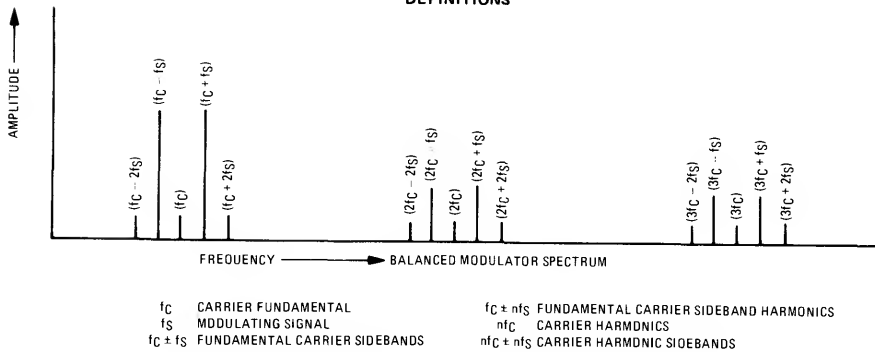 DEFINITIONS
AMPLITUDE
(fC − 2fS)
(fC − fS)
(fC)
(fC + fS)
(fC + 2fS)
(2fC − 2fS)
(2fC fS)
(2fC)
(2fC + fS)
(2fC + 2fS)
(3fC − 2fS)
(3fC − fS)
(3fC)
(3fC + fS)
(3fC + 2fS)
FREQUENCY BALANCED MODULATOR SPECTRUM
fC CARRIER FUNDAMENTAL
fS MODULATING SIGNAL
fC ± fS FUNDAMENTAL CARRIER SIDEBANDS
fC ± nfS FUNDAMENTAL CARRIER SIDEBAND HARMONICS
nfC CARRIER HARMONICS
nfC ± nfS CARRIER HARMONIC SIDEBANDS